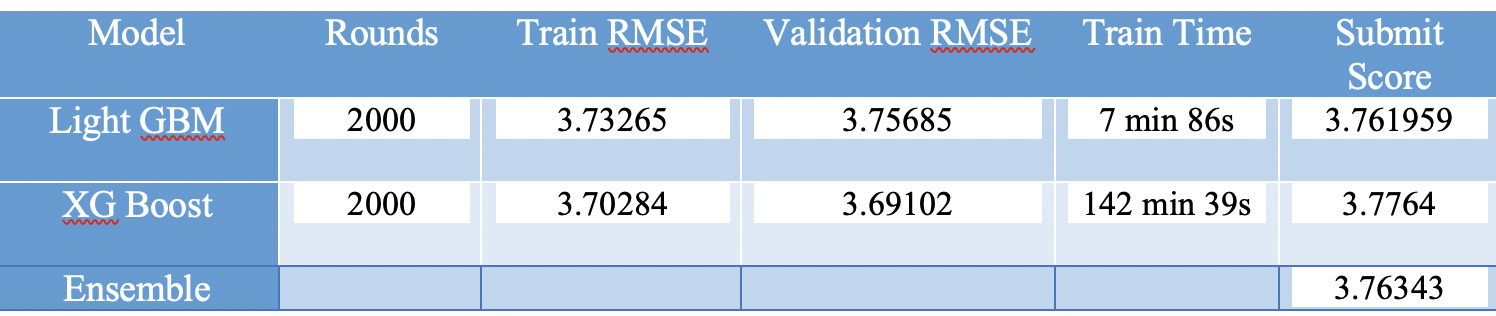 Model Rounds Train RMSE Validation RMSE Train Time Submit
Score
Light GBM 2000 3.73265 3.75685 7 min 86s 3.761959
XG Boost 2000 3.70284 3.69102 142 min 39s 3.7764
Ensemble 3.76343